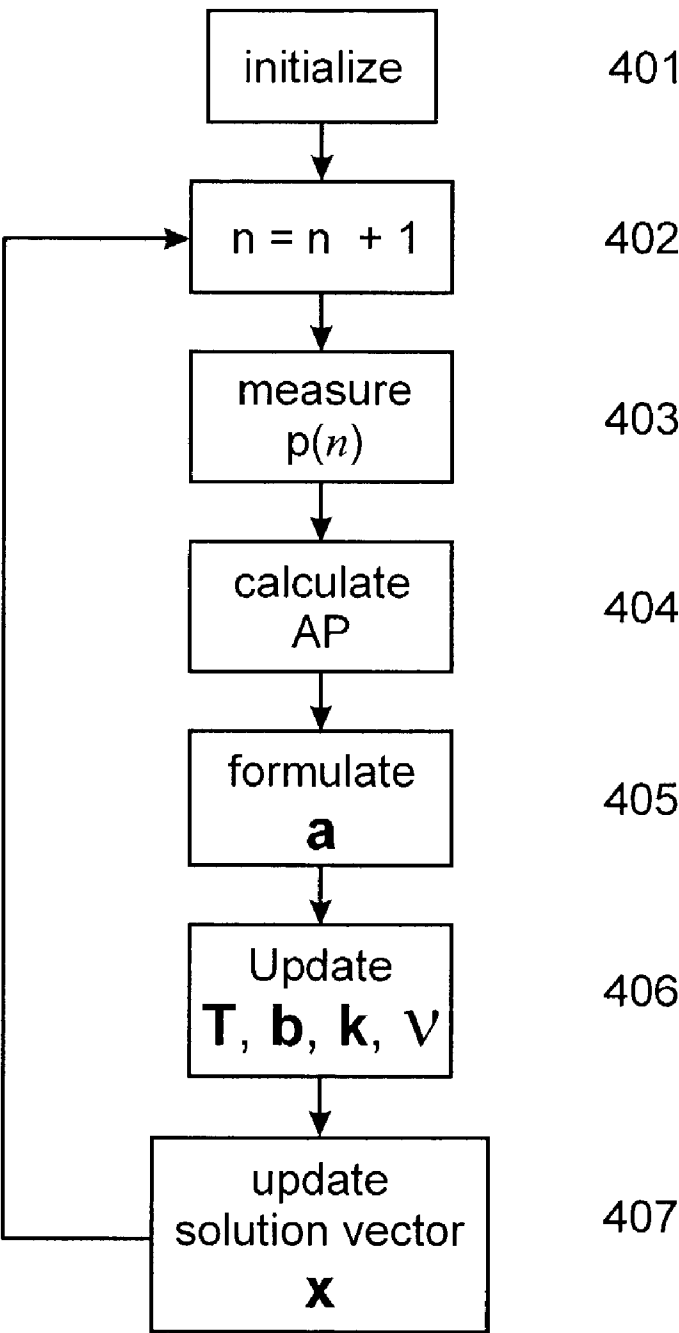 initialize 401
n = n + 1 402
measure
p(n) 403
calculate
AP 404
formulate
a 405
Update
T, b, k, ν 406
update
solution vector 407
x